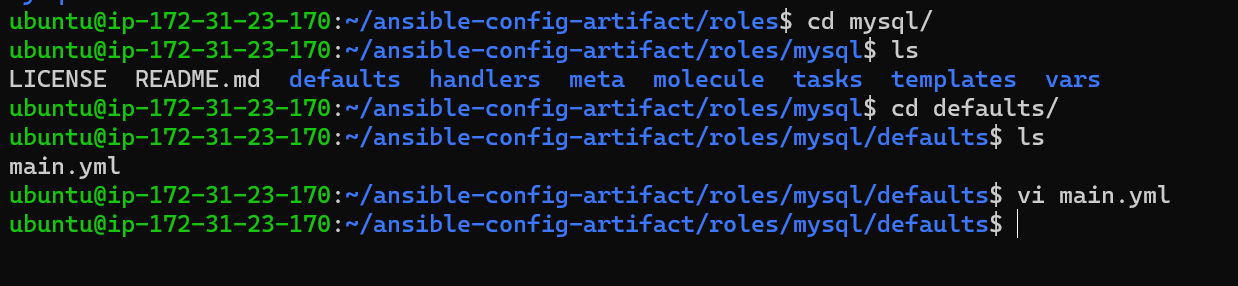 ubuntu@ip-172-31-23-170:~/ansible-config-artifact/roles$ cd mysql/
ubuntu@ip-172-31-23-170:~/ansible-config-artifact/roles/mysql$ ls
LICENSE  README.md  defaults  handlers  meta  molecule  tasks  templates  vars
ubuntu@ip-172-31-23-170:~/ansible-config-artifact/roles/mysql$ cd defaults/
ubuntu@ip-172-31-23-170:~/ansible-config-artifact/roles/mysql/defaults$ ls
main.yml
ubuntu@ip-172-31-23-170:~/ansible-config-artifact/roles/mysql/defaults$ vi main.yml
ubuntu@ip-172-31-23-170:~/ansible-config-artifact/roles/mysql/defaults$